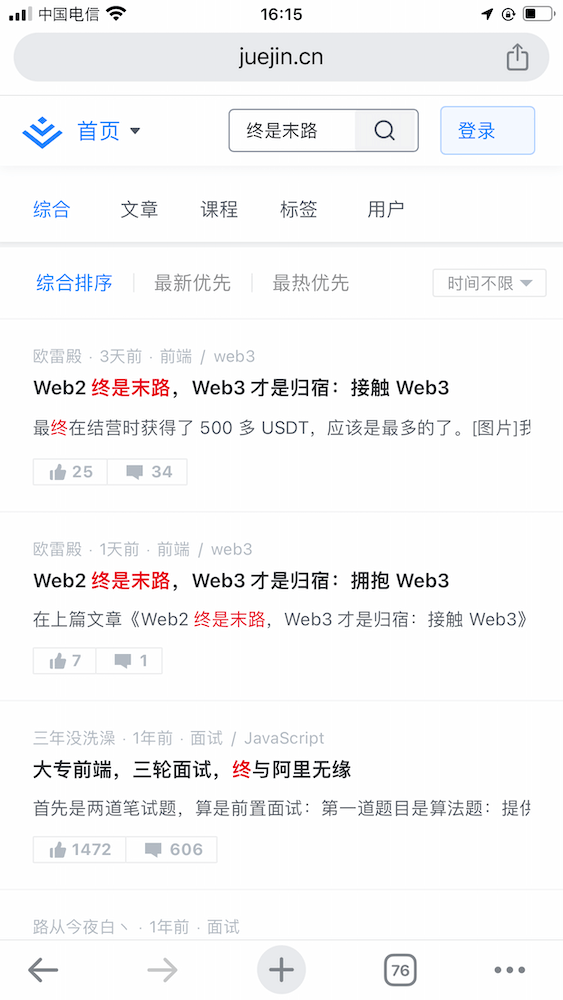 中国电信 16:15
juejin.cn
首页 终是末路 登录
综合 文章 课程 标签 用户
综合排序 最新优先 最热优先 时间不限
欧雷殿 · 3天前 · 前端 / web3
Web2 终是末路，Web3 才是归宿：接触 Web3
最终在结营时获得了 500 多 USDT，应该是最多的了。[图片]我
25 34
欧雷殿 · 1天前 · 前端 / web3
Web2 终是末路，Web3 才是归宿：拥抱 Web3
在上篇文章《Web2 终是末路，Web3 才是归宿：接触 Web3》
7 1
三年没洗澡 · 1年前 · 面试 / JavaScript
大专前端，三轮面试，终与阿里无缘
首先是两道笔试题，算是前置面试：第一道题目是算法题：提供
1472 606
路从今夜白丶 · 1年前 · 面试
76